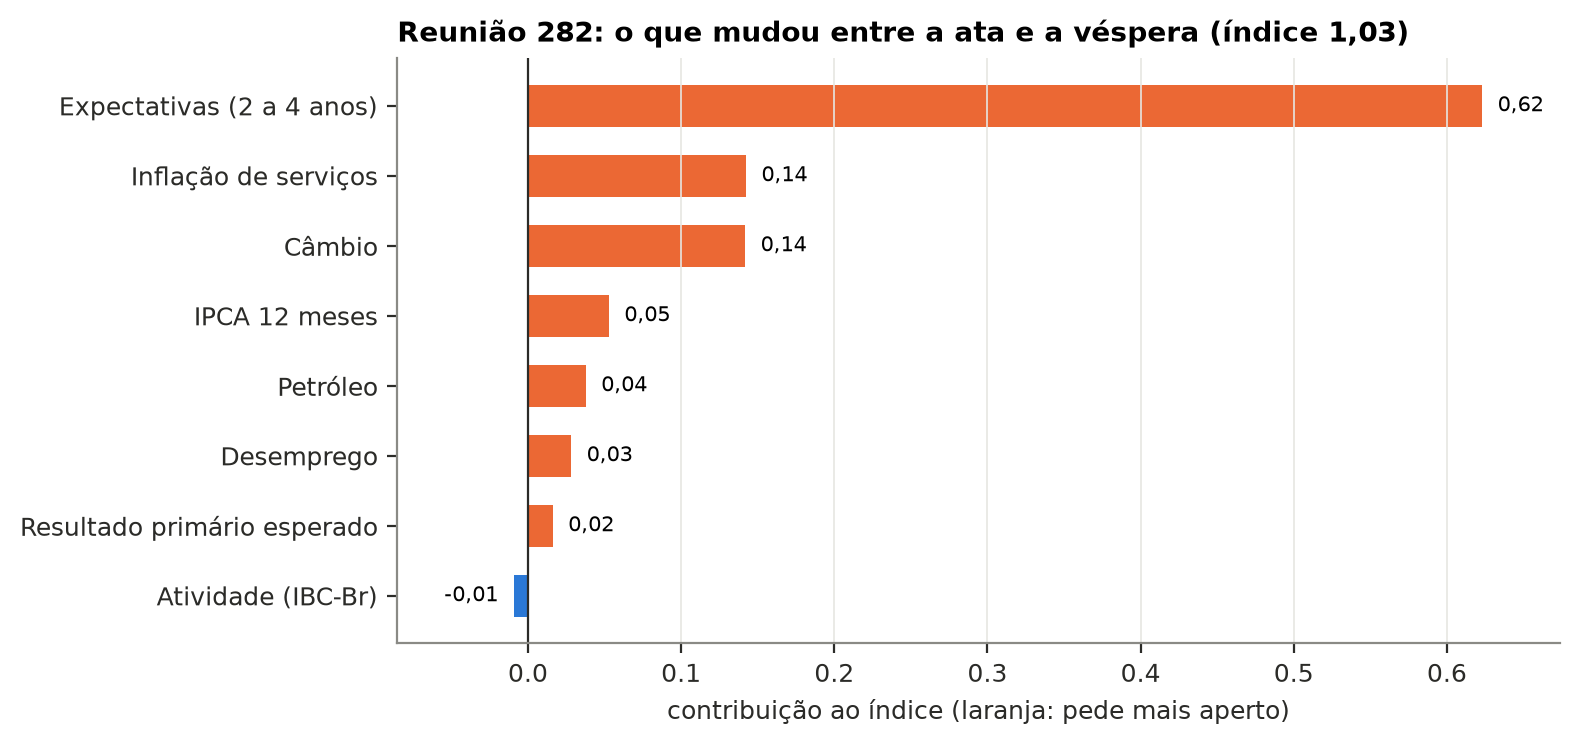 Reunião 282: o que mudou entre a ata e a véspera (índice 1,03)
Expectativas (2 a 4 anos)
0,62
Inflação de serviços
0,14
Câmbio
0,14
IPCA 12 meses
0,05
Petróleo
0,04
Desemprego
0,03
Resultado primário esperado
0,02
Atividade (IBC-Br)
-0,01
0.0 0.1 0.2 0.3 0.4 0.5 0.6
contribuição ao índice (laranja: pede mais aperto)